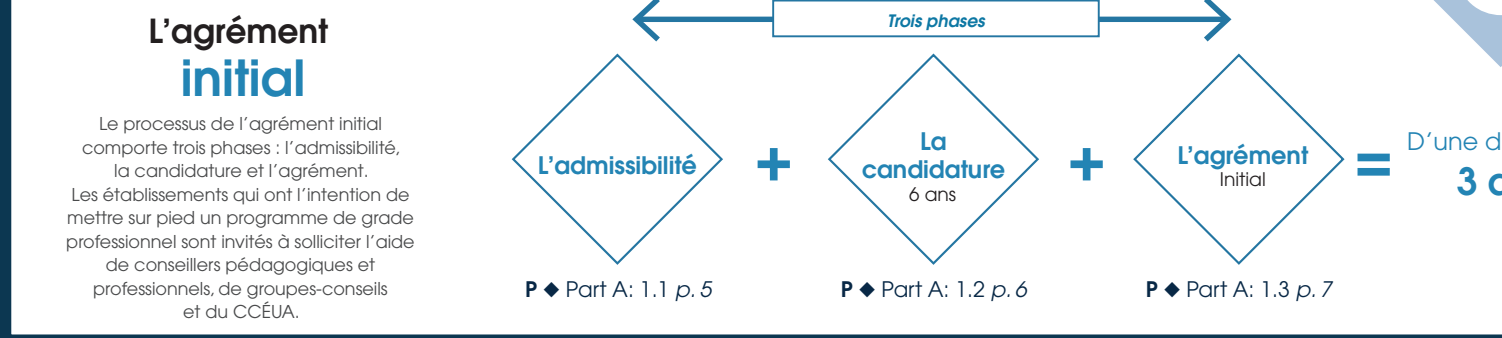 L'agrément
initial
Le processus de l'agrément initial
comporte trois phases : l'admissibilité,
la candidature et l'agrément.
Les établissements qui ont l'intention de
mettre sur pied un programme de grade
professionnel sont invités à solliciter l'aide
de conseillers pédagogiques et
professionnels, de groupes-conseils
et du CCÉUA.
Trois phases
L'admissibilité
+
La
candidature
6 ans
+
L'agrément
Initial
=
D'une
3
P ◆ Part A: 1.1 p. 5
P ◆ Part A: 1.2 p. 6
P ◆ Part A: 1.3 p. 7